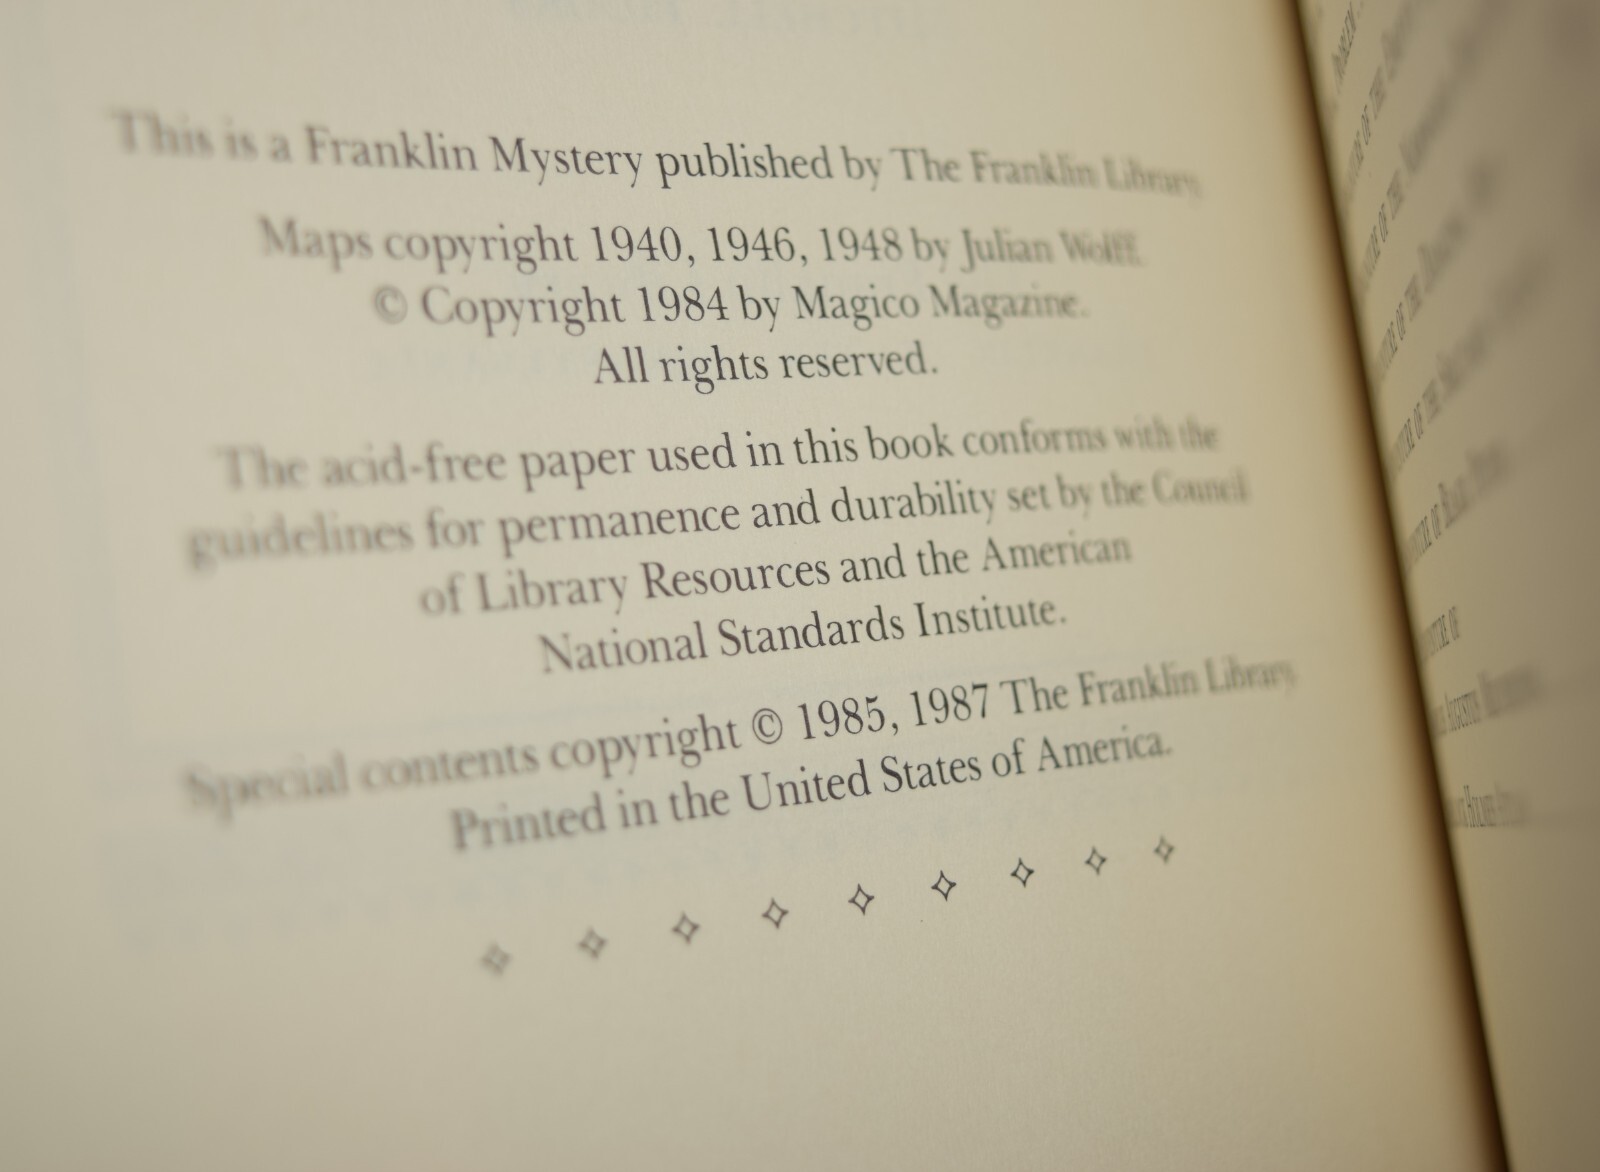 This is a Franklin Mystery published by The Franklin Library.
Maps copyright 1940, 1946, 1948 by Julian Wolff.
© Copyright 1984 by Magico Magazine.
All rights reserved.
The acid-free paper used in this book conforms with the
guidelines for permanence and durability set by the Council
of Library Resources and the American
National Standards Institute.
Special contents copyright © 1985, 1987 The Franklin Library.
Printed in the United States of America.